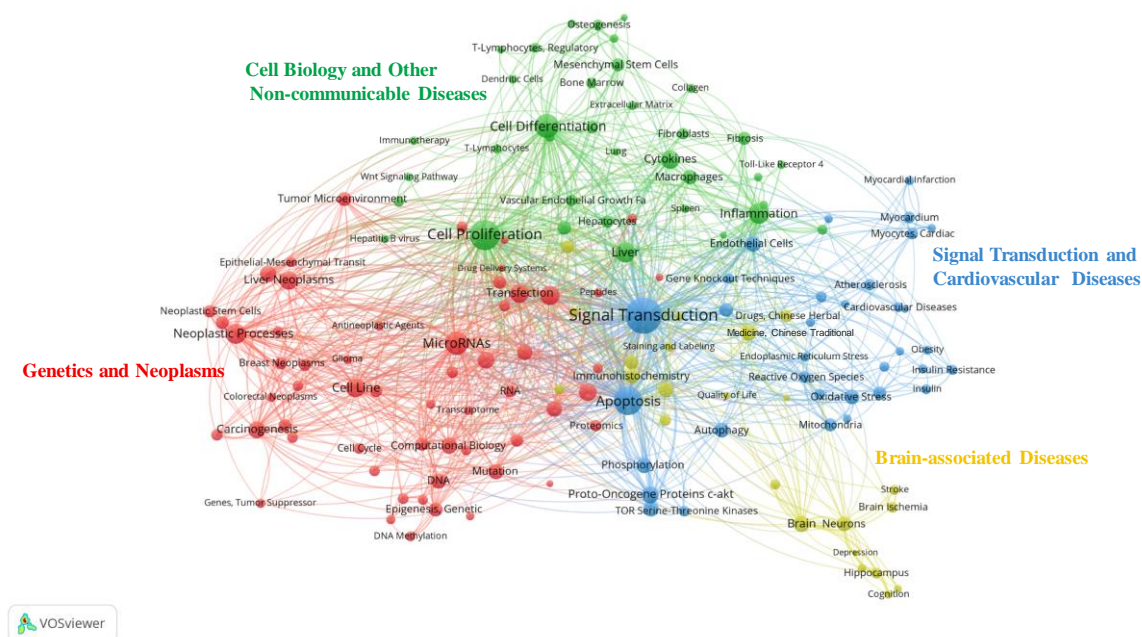 Osteogenesis
T-Lymphocytes, Regulatory
Mesenchymal Stem Cells
Cell Biology and Other
Non-communicable Diseases
Dendritic Cells
Bone Marrow
Collagen
Extracellular Matrix
Cell Differentiation
Fibroblasts
Fibrosis
Immunotherapy
T-Lymphocytes
Lung
Cytokines
Toll-Like Receptor 4
Wnt Signaling Pathway
Macrophages
Myocardial Infarction
Tumor Microenvironment
Vascular Endothelial Growth Fa
Spleen
Inflammation
Myocardium
Hepatocytes
Cell Proliferation
Myocytes, Cardiac
Hepatitis B virus
Endothelial Cells
Liver
Signal Transduction and
Cardiovascular Diseases
Epithelial-Mesenchymal Transit
Drug Delivery Systems
Liver Neoplasms
Gene Knockout Techniques
Atherosclerosis
Transfection
Peptides
Neoplastic Stem Cells
Cardiovascular Diseases
Signal Transduction
Drugs, Chinese Herbal
Antineoplastic Agents
Neoplastic Processes
Medicine, Chinese Traditional
MicroRNAs
Staining and Labeling
Obesity
Breast Neoplasms
Glioma
Endoplasmic Reticulum Stress
Genetics and Neoplasms
Insulin Resistance
Immunohistochemistry
Reactive Oxygen Species
Cell Line
RNA
Insulin
Colorectal Neoplasms
Quality of Life
Oxidative Stress
Apoptosis
Transcriptome
Proteomics
Mitochondria
Carcinogenesis
Autophagy
Cell Cycle
Computational Biology
Brain-associated Diseases
Phosphorylation
Mutation
DNA
Stroke
Proto-Oncogene Proteins c-akt
Genes, Tumor Suppressor
Brain Ischemia
Epigenesis, Genetic
TOR Serine-Threonine Kinases
Brain Neurons
DNA Methylation
Depression
Hippocampus
Cognition
VOSviewer